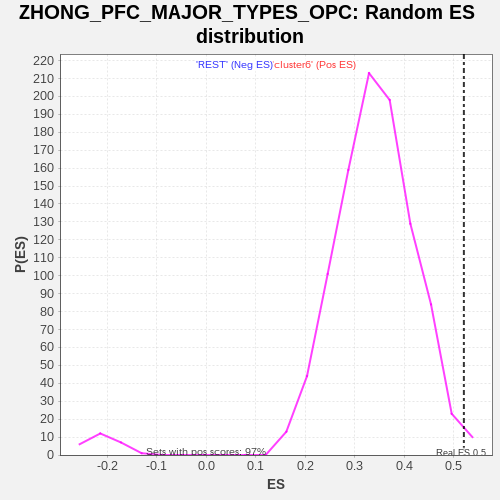 ZHONG_PFC_MAJOR_TYPES_OPC: Random ES
distribution
'REST' (Neg ES)
cluster6' (Pos ES)
220
210
200
190
180
170
160
150
140
130
120
110
100
90
80
70
60
50
40
30
20
10
0
P(ES)
Sets with pos scores: 97%
Real ES 0.5
-0.2 -0.1 0.0 0.1 0.2 0.3 0.4 0.5
ES